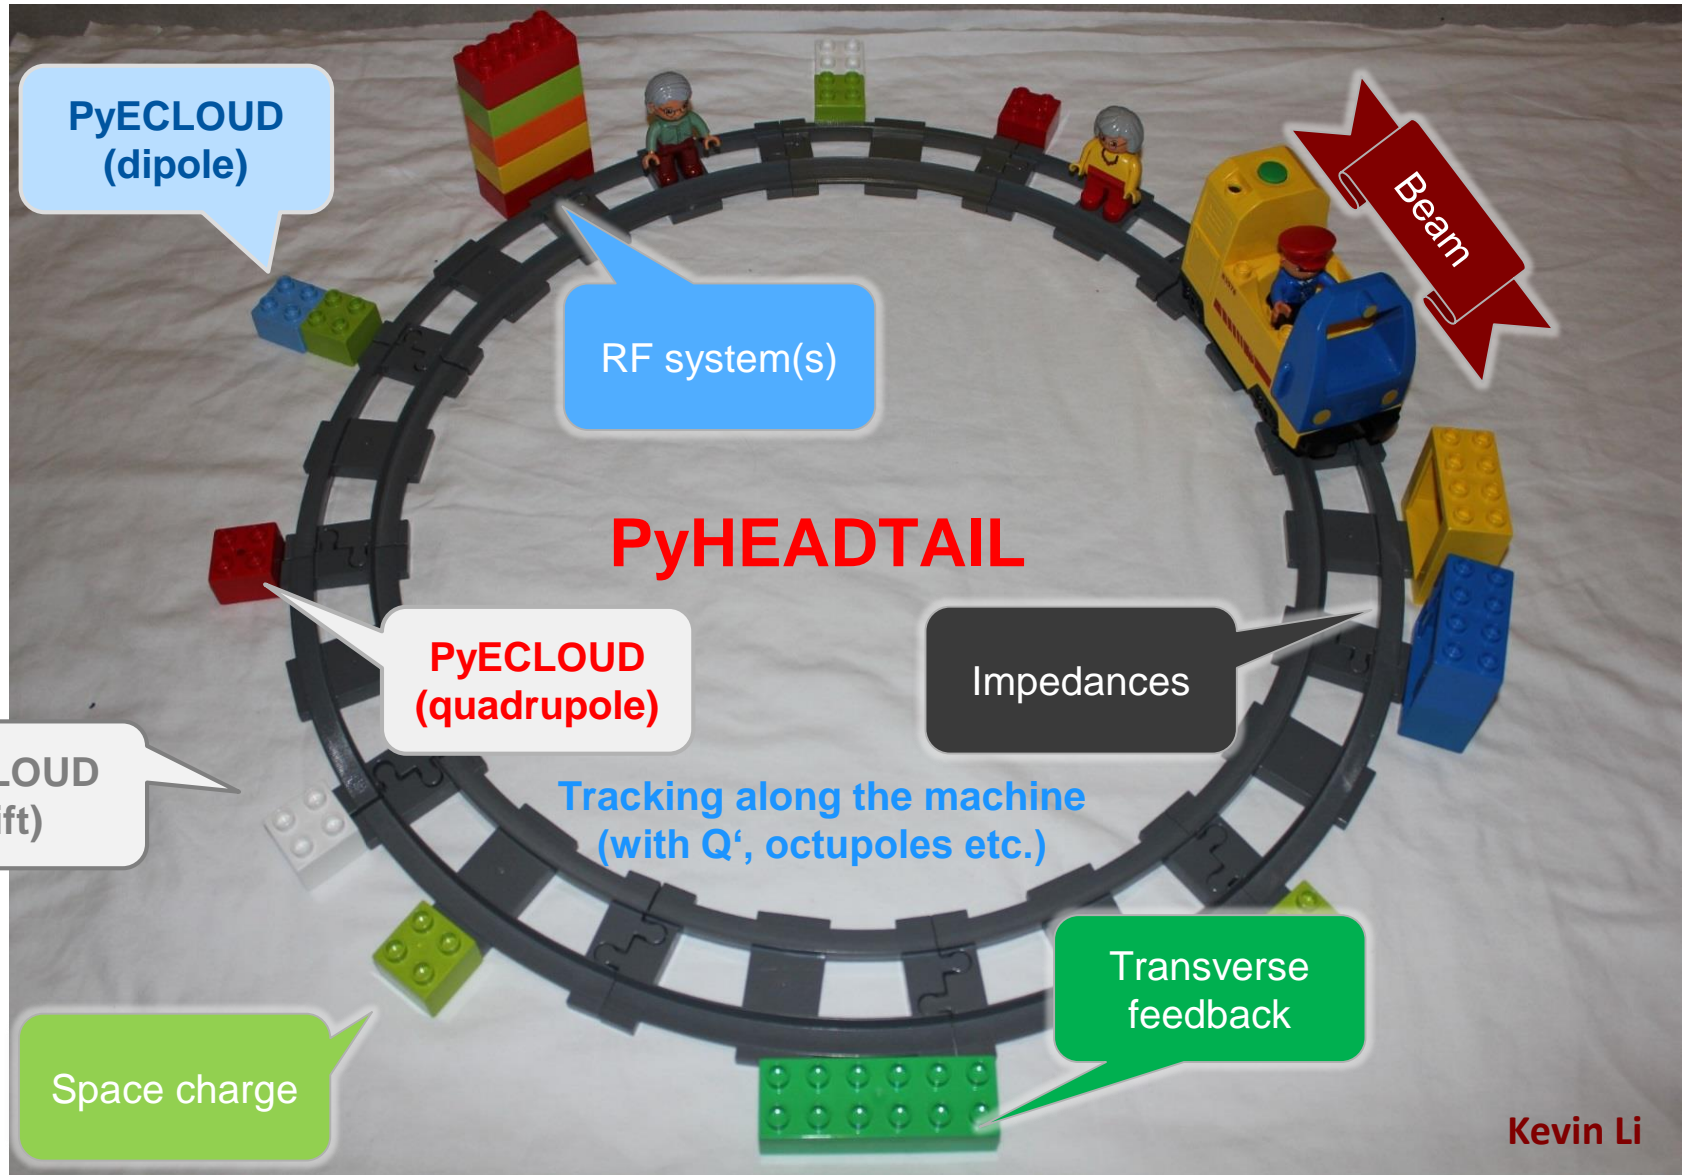 PyECLOUD
(dipole)
Beam
RF system(s)
PyHEADTAIL
PyECLOUD
(quadrupole)
Impedances
Tracking along the machine
(with Q‘, octupoles etc.)
Transverse
feedback
Space charge
Kevin Li